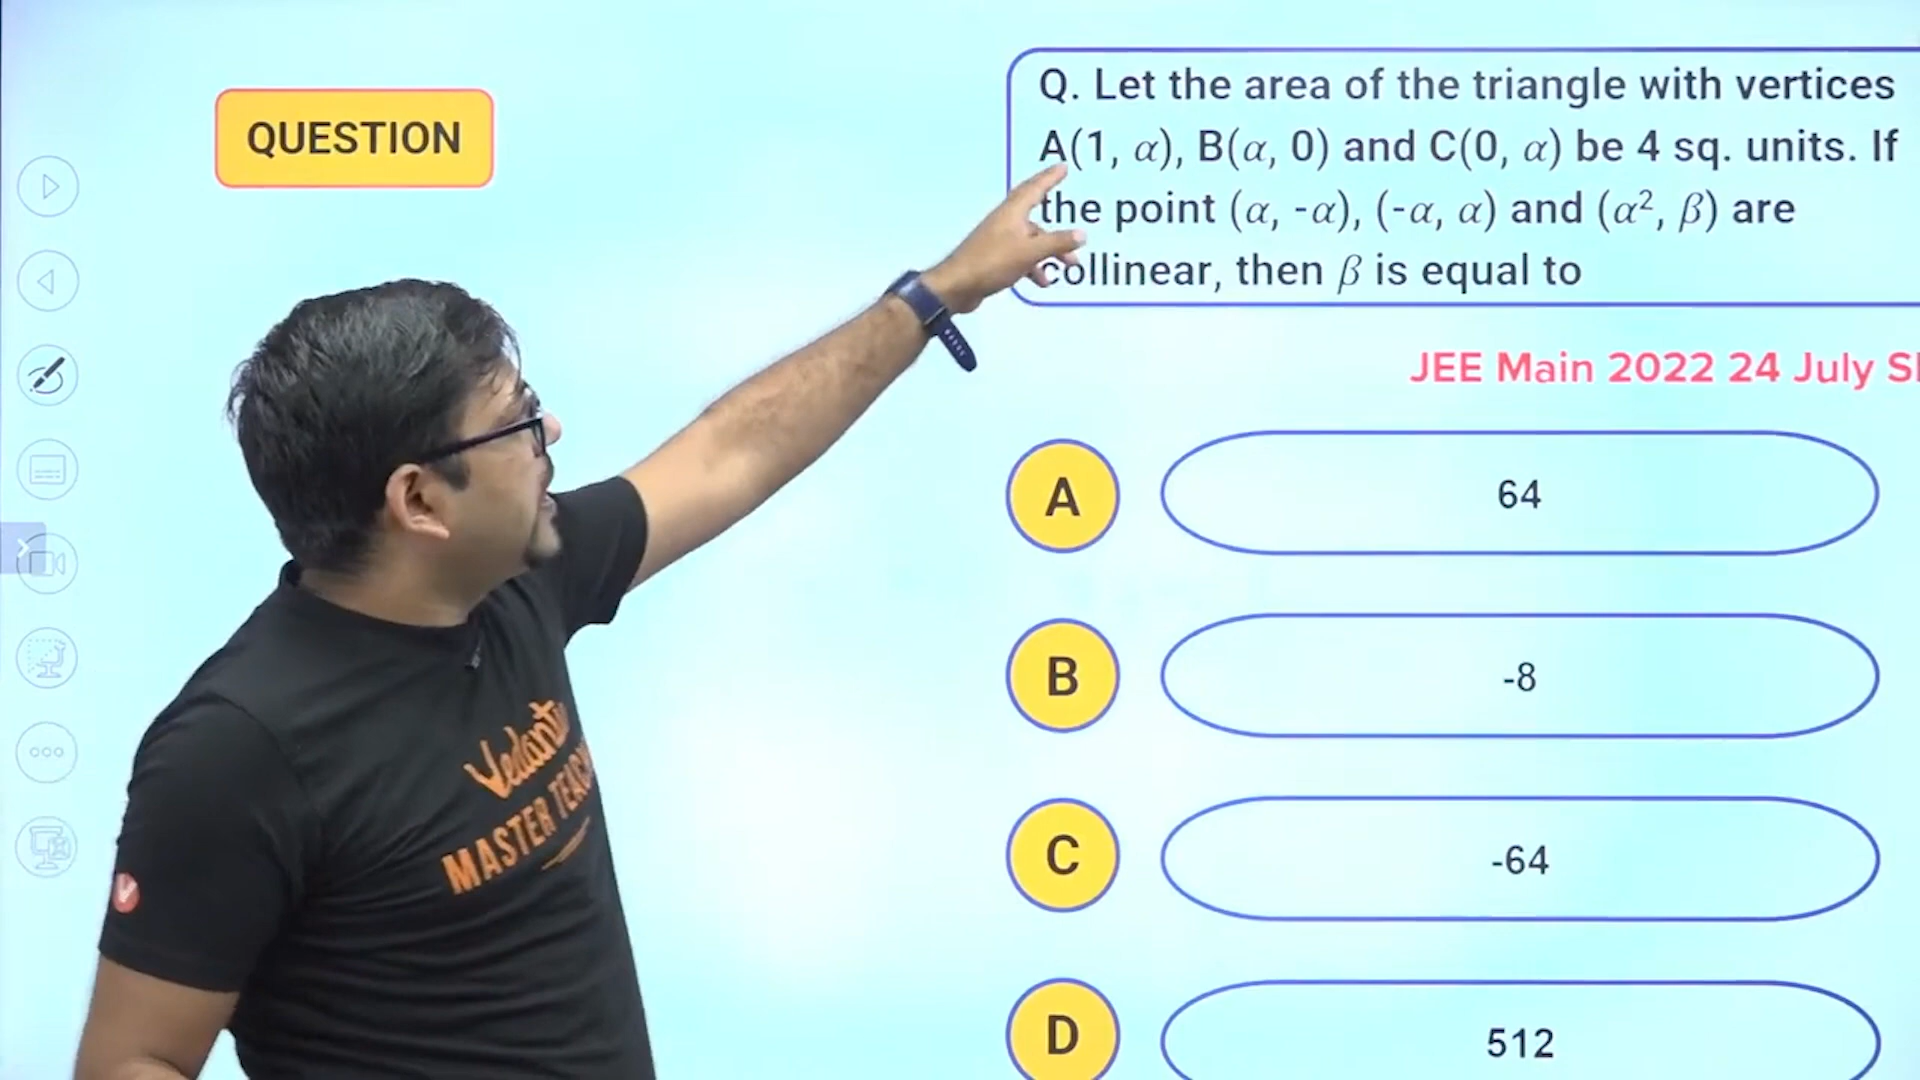 QUESTION
Q. Let the area of the triangle with vertices
A(1, α), B(α, 0) and C(0, α) be 4 sq. units. If
the point (α, -α), (-α, α) and (α², β) are
collinear, then β is equal to
JEE Main 2022 24 July
A
64
B
-8
C
-64
D
512
Vedantu
MASTER